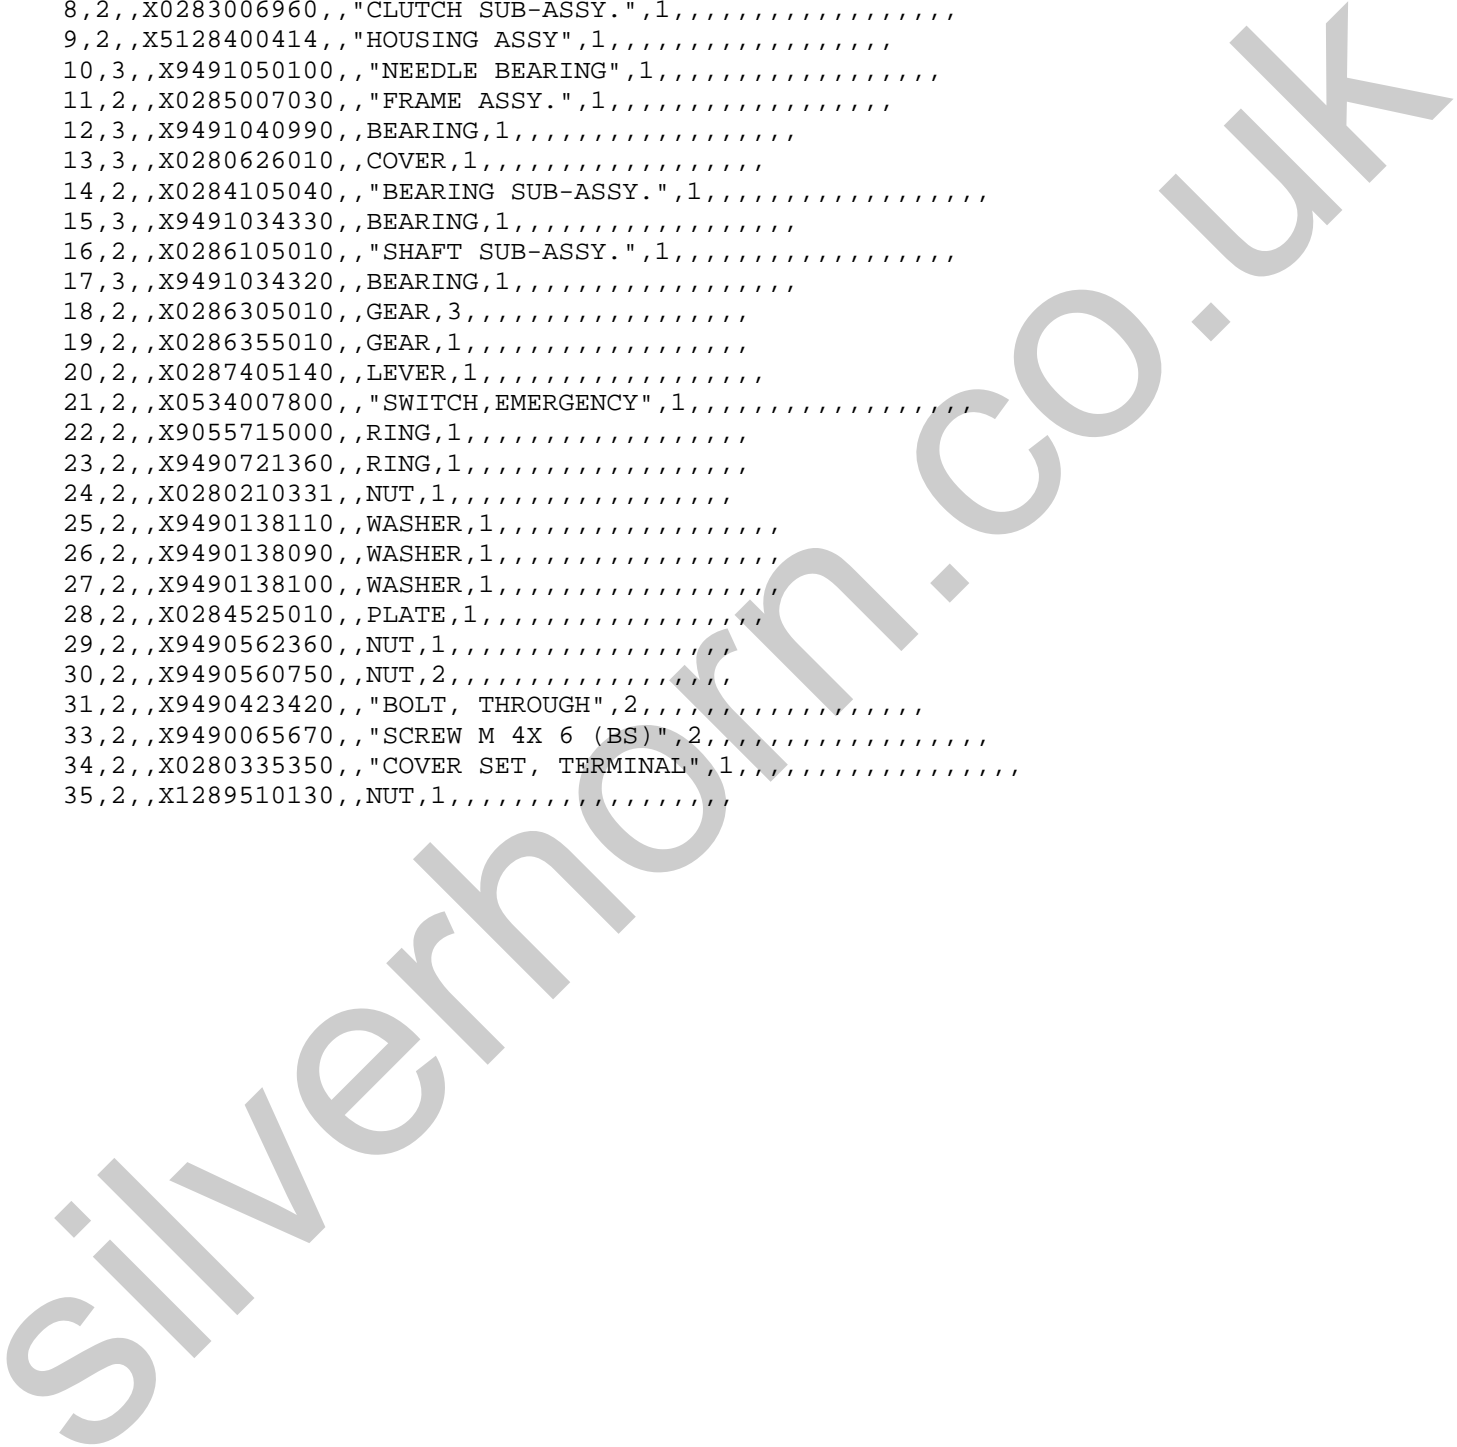 8,2,,X0283006960,,"CLUTCH SUB-ASSY.",1,,,,,,,,,,,,,,,,,,
9,2,,X5128400414,,"HOUSING ASSY",1,,,,,,,,,,,,,,,,,,
10,3,,X9491050100,,"NEEDLE BEARING",1,,,,,,,,,,,,,,,,,,
11,2,,X0285007030,,"FRAME ASSY.",1,,,,,,,,,,,,,,,,,,
12,3,,X9491040990,,BEARING,1,,,,,,,,,,,,,,,,,,
13,3,,X0280626010,,COVER,1,,,,,,,,,,,,,,,,,,
14,2,,X0284105040,,"BEARING SUB-ASSY.",1,,,,,,,,,,,,,,,,,,
15,3,,X9491034330,,BEARING,1,,,,,,,,,,,,,,,,,,
16,2,,X0286105010,,"SHAFT SUB-ASSY.",1,,,,,,,,,,,,,,,,,,
17,3,,X9491034320,,BEARING,1,,,,,,,,,,,,,,,,,,
18,2,,X0286305010,,GEAR,3,,,,,,,,,,,,,,,,,,
19,2,,X0286355010,,GEAR,1,,,,,,,,,,,,,,,,,,
20,2,,X0287405140,,LEVER,1,,,,,,,,,,,,,,,,,,
21,2,,X0534007800,,"SWITCH,EMERGENCY",1,,,,,,,,,,,,,,,,,,
22,2,,X9055715000,,RING,1,,,,,,,,,,,,,,,,,,
23,2,,X9490721360,,RING,1,,,,,,,,,,,,,,,,,,
24,2,,X0280210331,,NUT,1,,,,,,,,,,,,,,,,,,
25,2,,X9490138110,,WASHER,1,,,,,,,,,,,,,,,,,,
26,2,,X9490138090,,WASHER,1,,,,,,,,,,,,,,,,,,
27,2,,X9490138100,,WASHER,1,,,,,,,,,,,,,,,,,,
28,2,,X0284525010,,PLATE,1,,,,,,,,,,,,,,,,,,
29,2,,X9490562360,,NUT,1,,,,,,,,,,,,,,,,,,
30,2,,X9490560750,,NUT,2,,,,,,,,,,,,,,,,,,
31,2,,X9490423420,,"BOLT, THROUGH",2,,,,,,,,,,,,,,,,,,
33,2,,X9490065670,,"SCREW M 4X 6 (BS)",2,,,,,,,,,,,,,,,,,,
34,2,,X0280335350,,"COVER SET, TERMINAL",1,,,,,,,,,,,,,,,,,,
35,2,,X1289510130,,NUT,1,,,,,,,,,,,,,,,,,,
silverhorn.co.uk